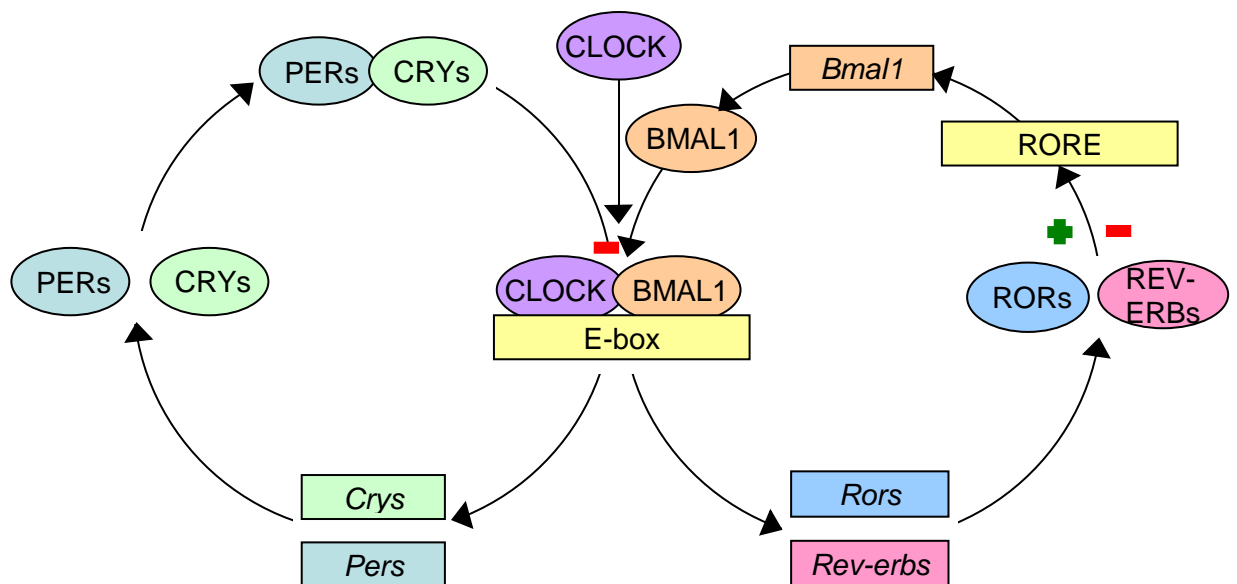 CLOCK
PERs
CRYs
Bmal1
BMAL1
RORE
PERs
CRYs
CLOCK
BMAL1
RORs
REV-
ERBs
E-box
Crys
Rors
Pers
Rev-erbs